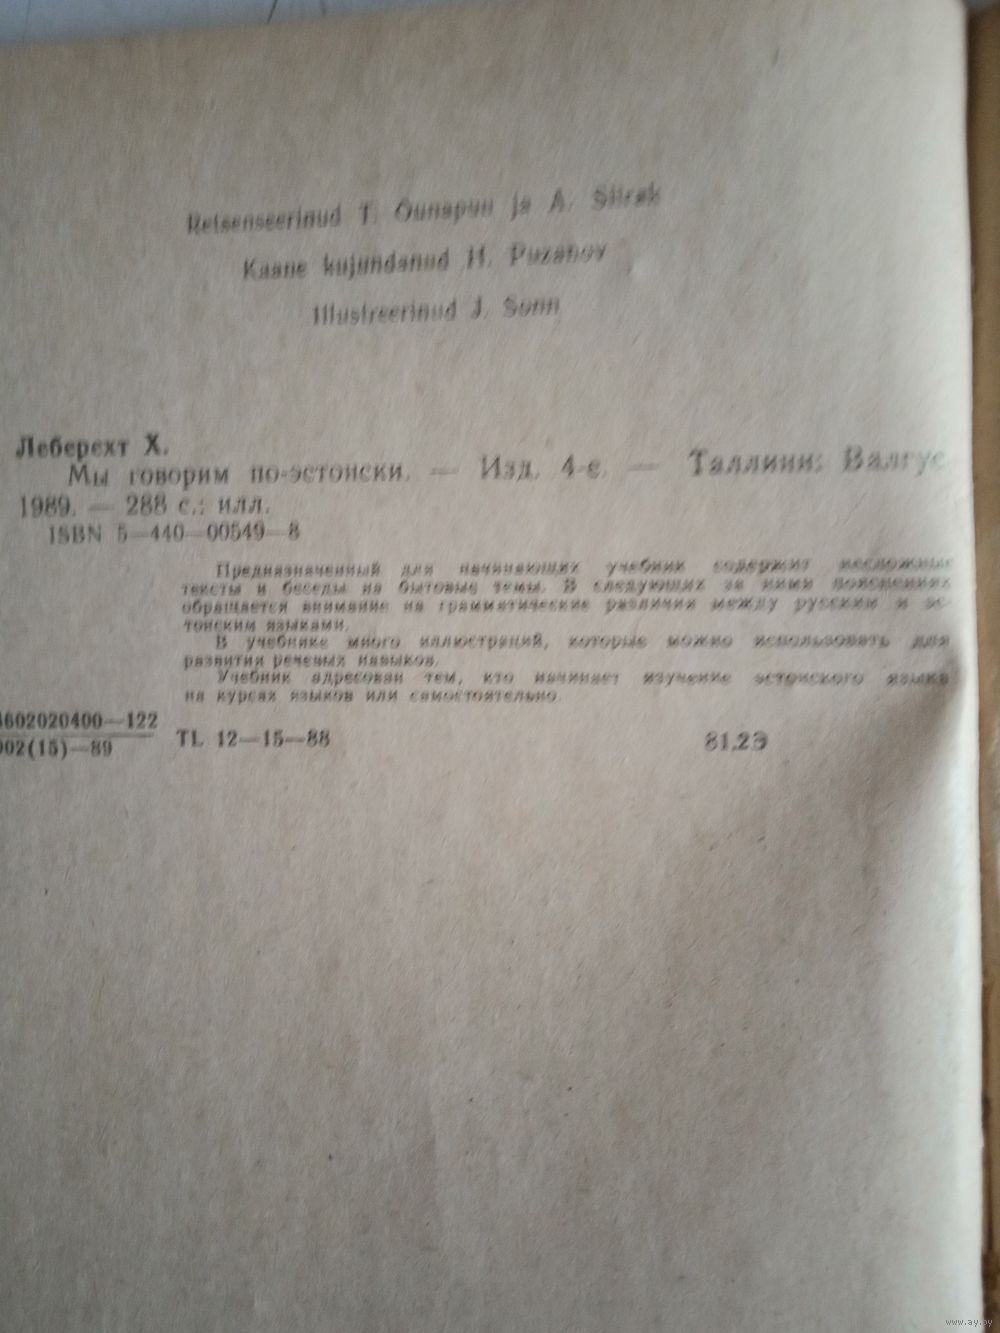 Retsenseerinud T. Õunapuu ja A. Siirak
Kaane kujundanud H. Puzanov
Illustreerinud J. Sonn
Леберехт Х.
Мы говорим по-эстонски. — Изд. 4-е. — Таллинн: Валгус,
1989. — 288 с.: илл.
ISBN 5—440—00549—8
Предназначенный для начинающих учебник содержит несложные
тексты и беседы на бытовые темы. В следующих за ними пояснениях
обращается внимание на грамматические различия между русским и эс-
тонским языками.
В учебнике много иллюстраций, которые можно использовать для
развития речевых навыков.
Учебник адресован тем, кто начинает изучение эстонского языка
на курсах языков или самостоятельно.
4602020400—122
902(15)—89 TL 12—15—88 81.2Э
www.ay.by